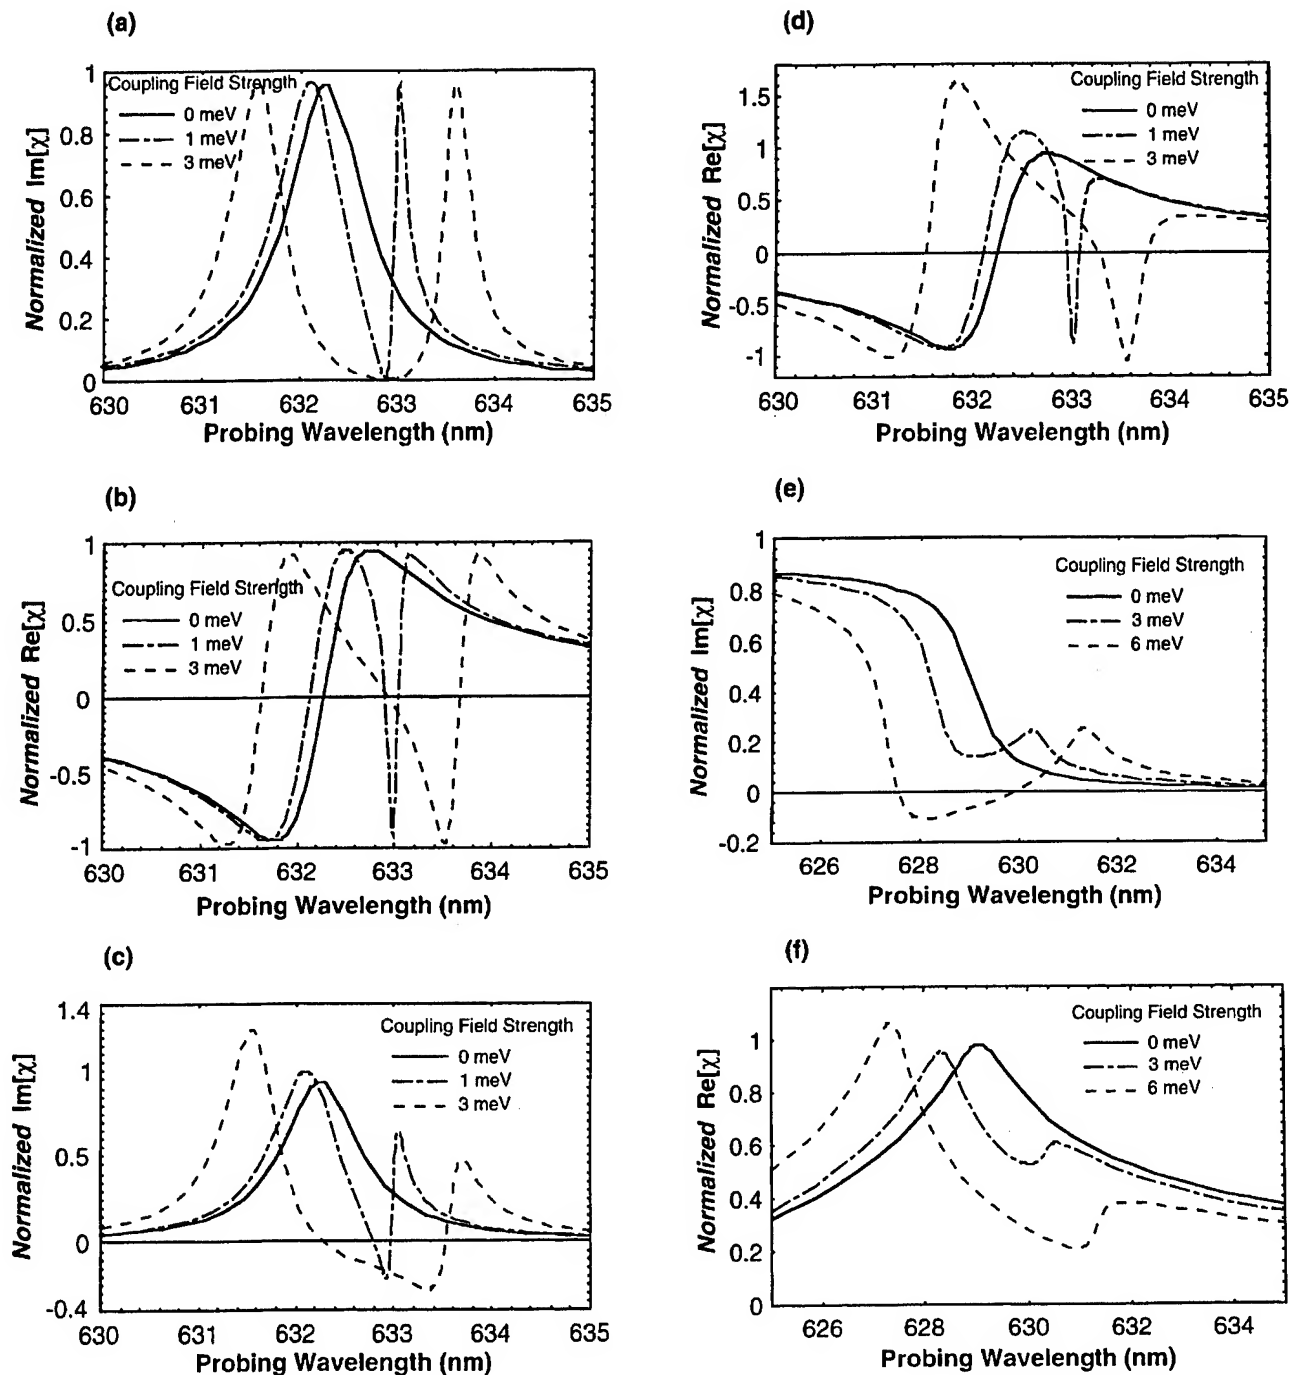 (a)
Coupling Field Strength
0 meV
1 meV
3 meV
1
0.8
0.6
0.4
0.2
0
Normalized Im[χ]
630 631 632 633 634 635
Probing Wavelength (nm)
(b)
Coupling Field Strength
0 meV
1 meV
3 meV
1
0.5
0
-0.5
-1
Normalized Re[χ]
630 631 632 633 634 635
Probing Wavelength (nm)
(c)
Coupling Field Strength
0 meV
1 meV
3 meV
1.4
1
0.5
0
-0.4
Normalized Im[χ]
630 631 632 633 634 635
Probing Wavelength (nm)
(d)
Coupling Field Strength
0 meV
1 meV
3 meV
1.5
1
0.5
0
-0.5
-1
Normalized Re[χ]
630 631 632 633 634 635
Probing Wavelength (nm)
(e)
Coupling Field Strength
0 meV
3 meV
6 meV
1
0.8
0.6
0.4
0.2
0
-0.2
Normalized Im[χ]
626 628 630 632 634
Probing Wavelength (nm)
(f)
Coupling Field Strength
0 meV
3 meV
6 meV
1
0.8
0.6
0.4
0.2
0
Normalized Re[χ]
626 628 630 632 634
Probing Wavelength (nm)